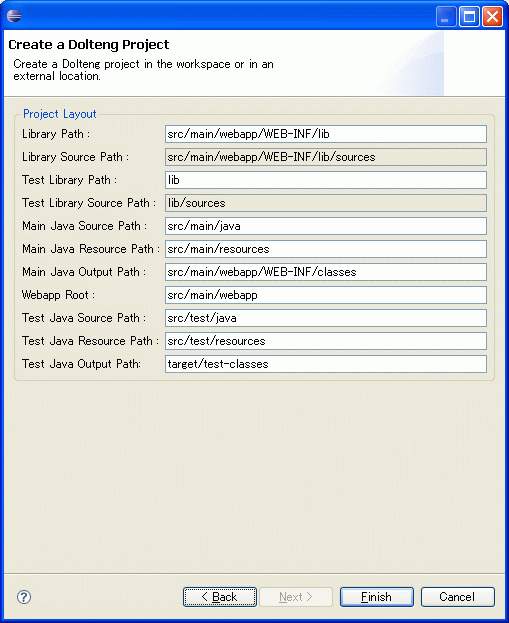 Create a Dolteng Project
Create a Dolteng project in the workspace or in an
external location.
Project Layout
Library Path : src/main/webapp/WEB-INF/lib
Library Source Path : src/main/webapp/WEB-INF/lib/sources
Test Library Path : lib
Test Library Source Path : lib/sources
Main Java Source Path : src/main/java
Main Java Resource Path : src/main/resources
Main Java Output Path : src/main/webapp/WEB-INF/classes
Webapp Root : src/main/webapp
Test Java Source Path : src/test/java
Test Java Resource Path : src/test/resources
Test Java Output Path: target/test-classes
? < Back Next > Finish Cancel